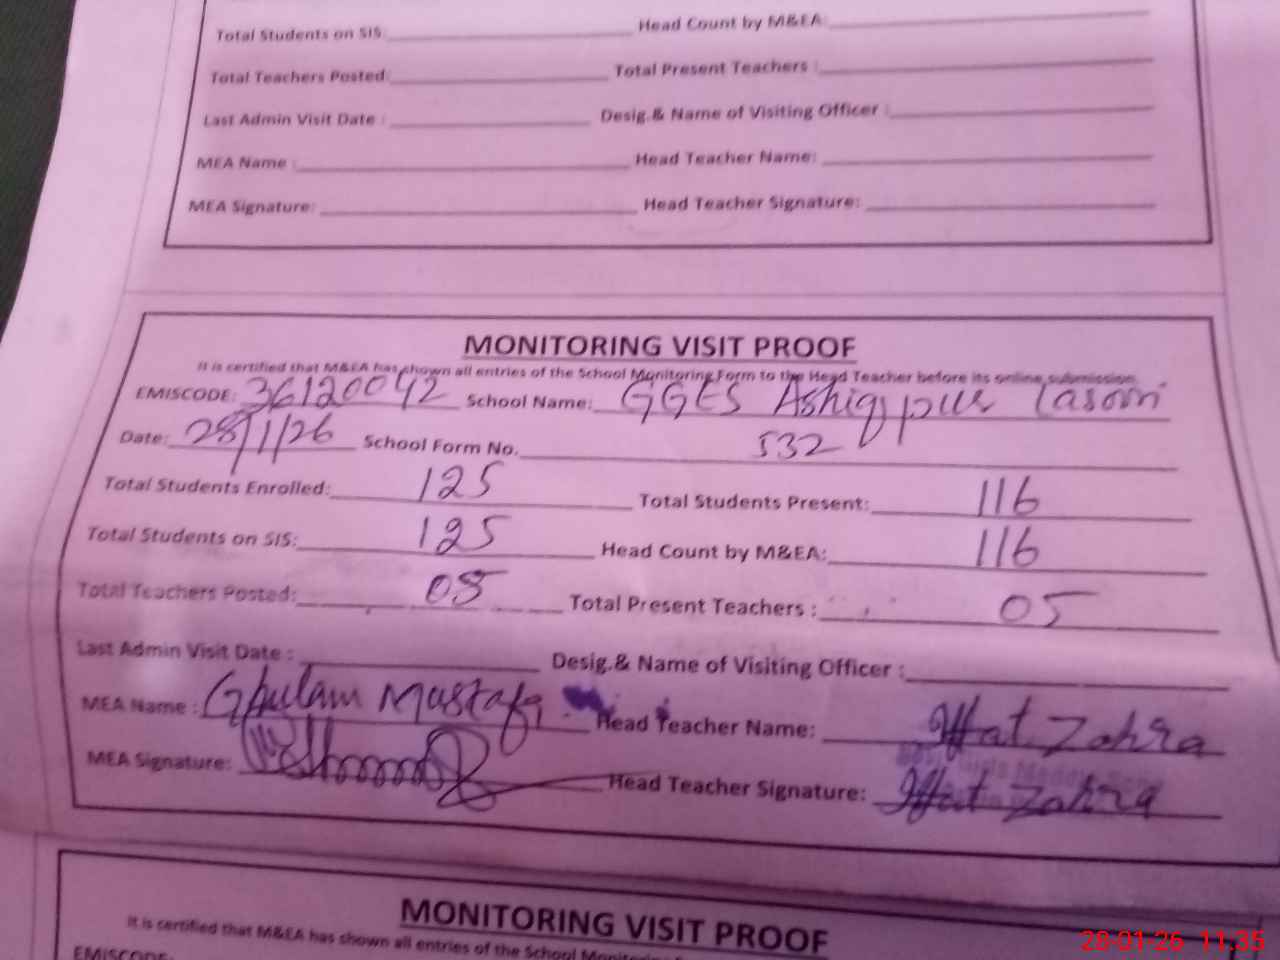 Total Students on SIS: Head Count by M&EA:
Total Teachers Posted: Total Present Teachers :
Last Admin Visit Date : Desig.& Name of Visiting Officer :
MEA Name : Head Teacher Name:
MEA Signature: Head Teacher Signature:
MONITORING VISIT PROOF
It is certified that M&EA has shown all entries of the School Monitoring Form to the Head Teacher before its online submission.
EMISCODE: 36120042 School Name: GGES
Date: 28/1/26 School Form No. 532
Total Students Enrolled: 125 Total Students Present: 116
Total Students on SIS: 125 Head Count by M&EA: 116
Total Teachers Posted: 05 Total Present Teachers : 05
Last Admin Visit Date : Desig.& Name of Visiting Officer :
MEA Name : Ghulam Mustafa Head Teacher Name: Iffat Zahra
MEA Signature: Head Teacher Signature: Iffat Zahra
MONITORING VISIT PROOF
It is certified that M&EA has shown all entries of the School
EMISCODE:
28-01-26 11:35